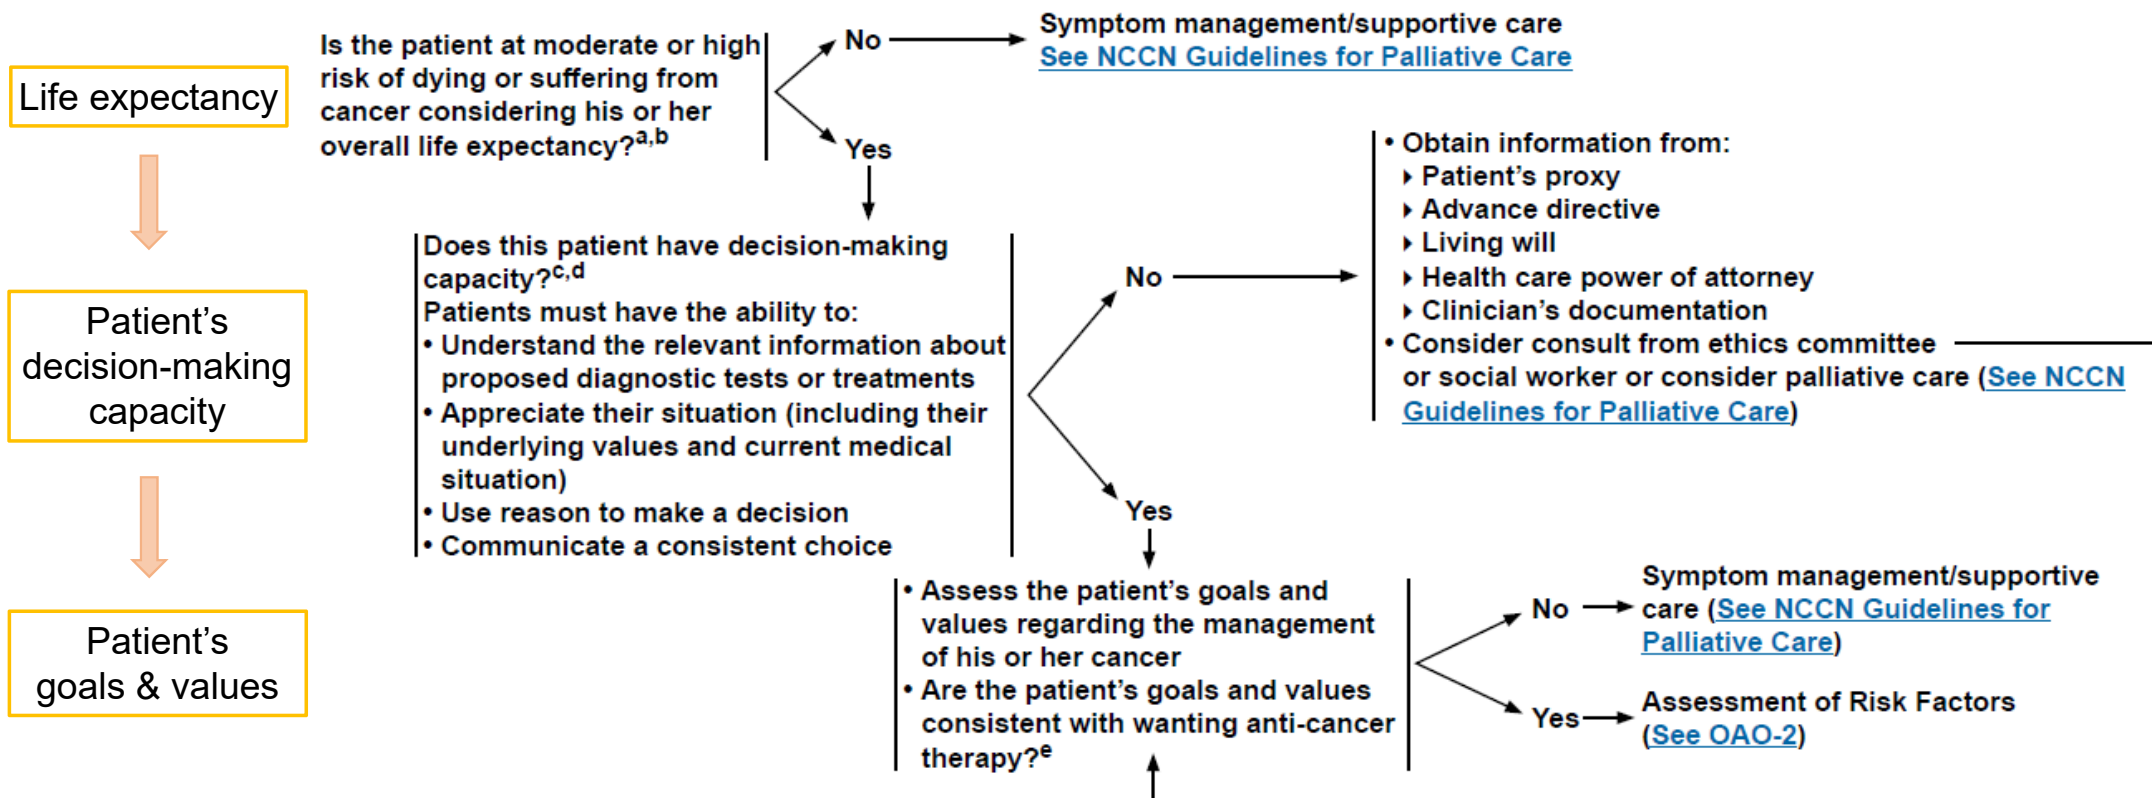 Life expectancy
Patient's
decision-making
capacity
Patient's
goals & values
Is the patient at moderate or high
risk of dying or suffering from
cancer considering his or her
overall life expectancy?a,b
No
Symptom management/supportive care
See NCCN Guidelines for Palliative Care
Yes
Does this patient have decision-making
capacity?c,d
Patients must have the ability to:
• Understand the relevant information about
proposed diagnostic tests or treatments
• Appreciate their situation (including their
underlying values and current medical
situation)
• Use reason to make a decision
• Communicate a consistent choice
No
• Obtain information from:
▸ Patient's proxy
▸ Advance directive
▸ Living will
▸ Health care power of attorney
▸ Clinician's documentation
• Consider consult from ethics committee
or social worker or consider palliative care (See NCCN
Guidelines for Palliative Care)
Yes
• Assess the patient's goals and
values regarding the management
of his or her cancer
• Are the patient's goals and values
consistent with wanting anti-cancer
therapy?e
No
Symptom management/supportive
care (See NCCN Guidelines for
Palliative Care)
Yes
Assessment of Risk Factors
(See OAO-2)